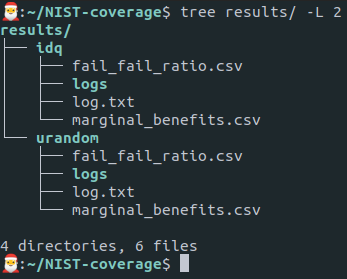 🎅:~/NIST-coverage$ tree results/ -L 2
results/
├── idq
│   ├── fail_fail_ratio.csv
│   ├── logs
│   ├── log.txt
│   └── marginal_benefits.csv
└── urandom
    ├── fail_fail_ratio.csv
    ├── logs
    ├── log.txt
    └── marginal_benefits.csv

4 directories, 6 files
🎅:~/NIST-coverage$